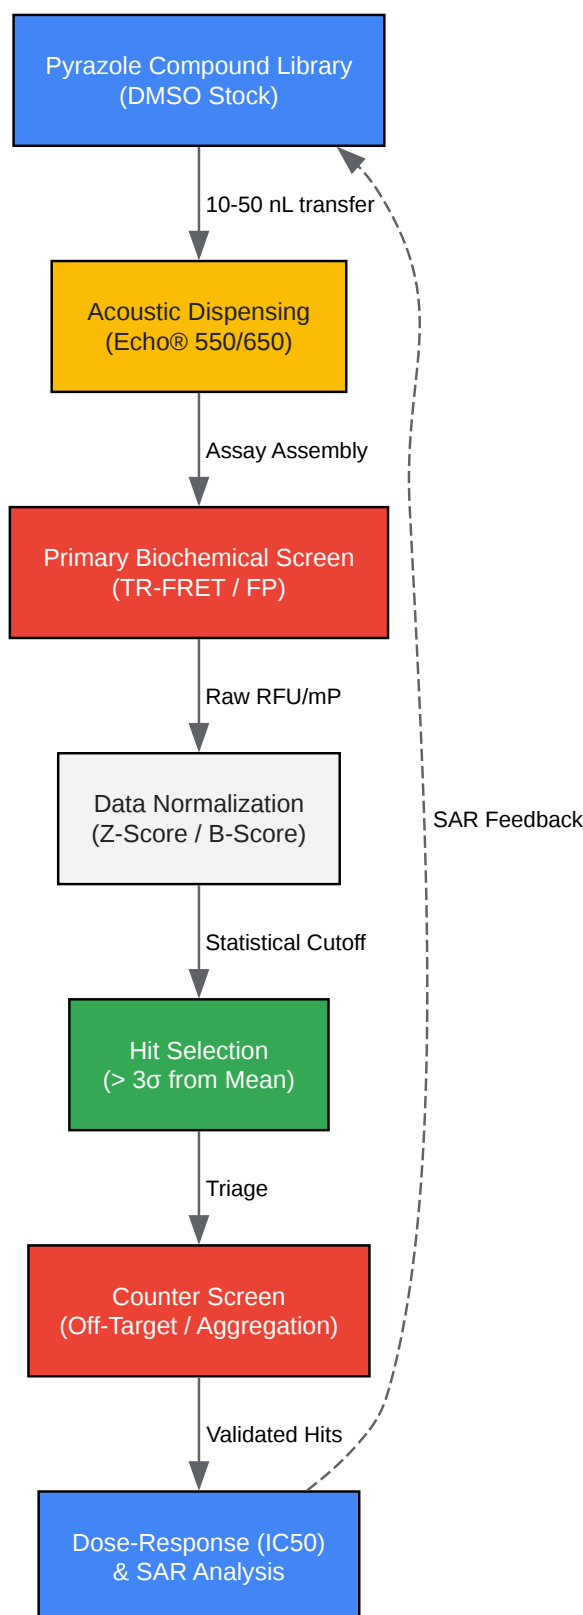 Pyrazole Compound Library
(DMSO Stock)
10-50 nL transfer
Acoustic Dispensing
(Echo® 550/650)
Assay Assembly
Primary Biochemical Screen
(TR-FRET / FP)
Raw RFU/mP
Data Normalization
(Z-Score / B-Score)
SAR Feedback
Statistical Cutoff
Hit Selection
(> 3σ from Mean)
Triage
Counter Screen
(Off-Target / Aggregation)
Validated Hits
Dose-Response (IC50)
& SAR Analysis